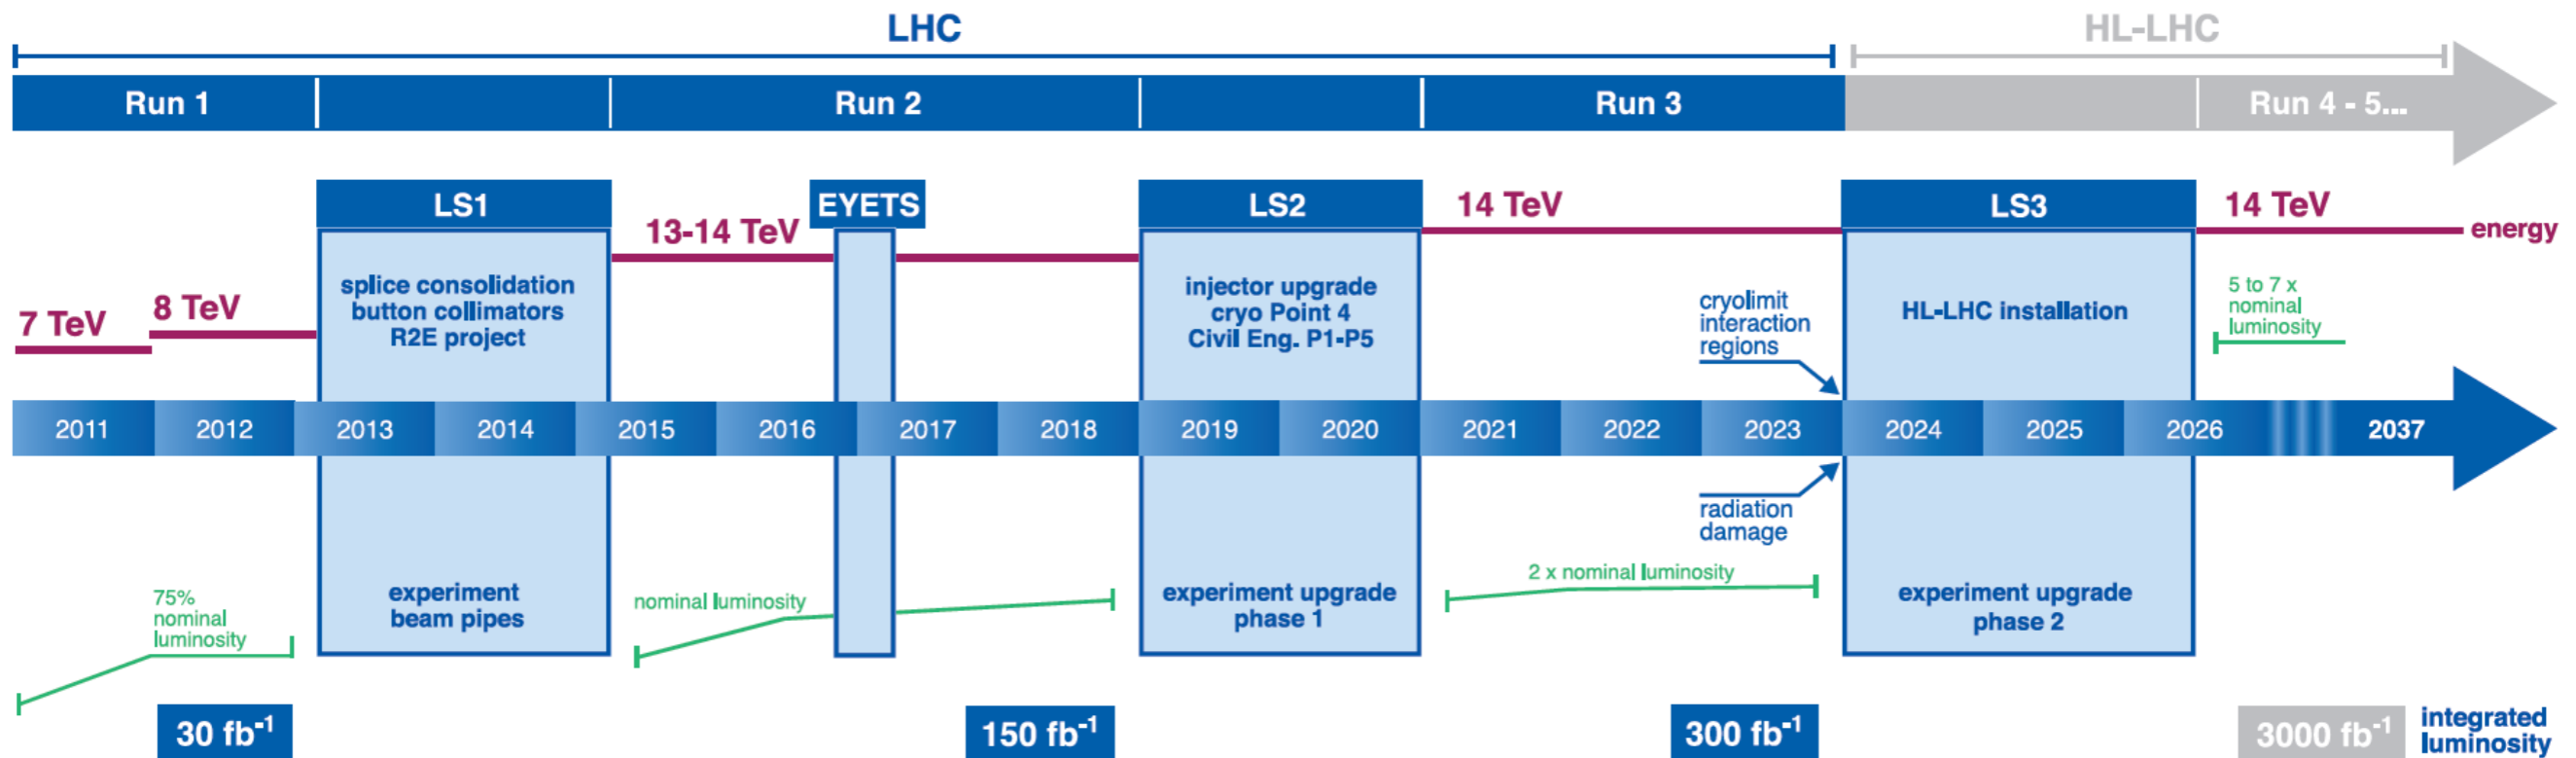 LHC
HL-LHC
Run 1
Run 2
Run 3
Run 4 - 5...
LS1
EYETS
LS2
14 TeV
LS3
14 TeV
energy
13-14 TeV
7 TeV
8 TeV
splice consolidation
button collimators
R2E project
injector upgrade
cryo Point 4
Civil Eng. P1-P5
cryolimit
interaction
regions
HL-LHC installation
5 to 7 x
nominal
luminosity
2011
2012
2013
2014
2015
2016
2017
2018
2019
2020
2021
2022
2023
2024
2025
2026
2037
radiation
damage
75%
nominal
luminosity
experiment
beam pipes
nominal luminosity
experiment upgrade
phase 1
2 x nominal luminosity
experiment upgrade
phase 2
30 fb⁻¹
150 fb⁻¹
300 fb⁻¹
3000 fb⁻¹
integrated
luminosity